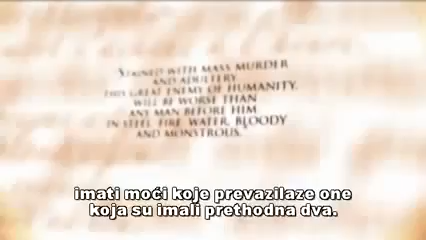 STAINED WITH MASS MURDER
AND ADULTERY
THIS GREAT ENEMY OF HUMANITY,
WILL BE WORSE THAN
ANY MAN BEFORE HIM
IN STEEL, FIRE, WATER, BLOODY
AND MONSTROUS."
imati moći koje prevazilaze one
koja su imali prethodna dva.